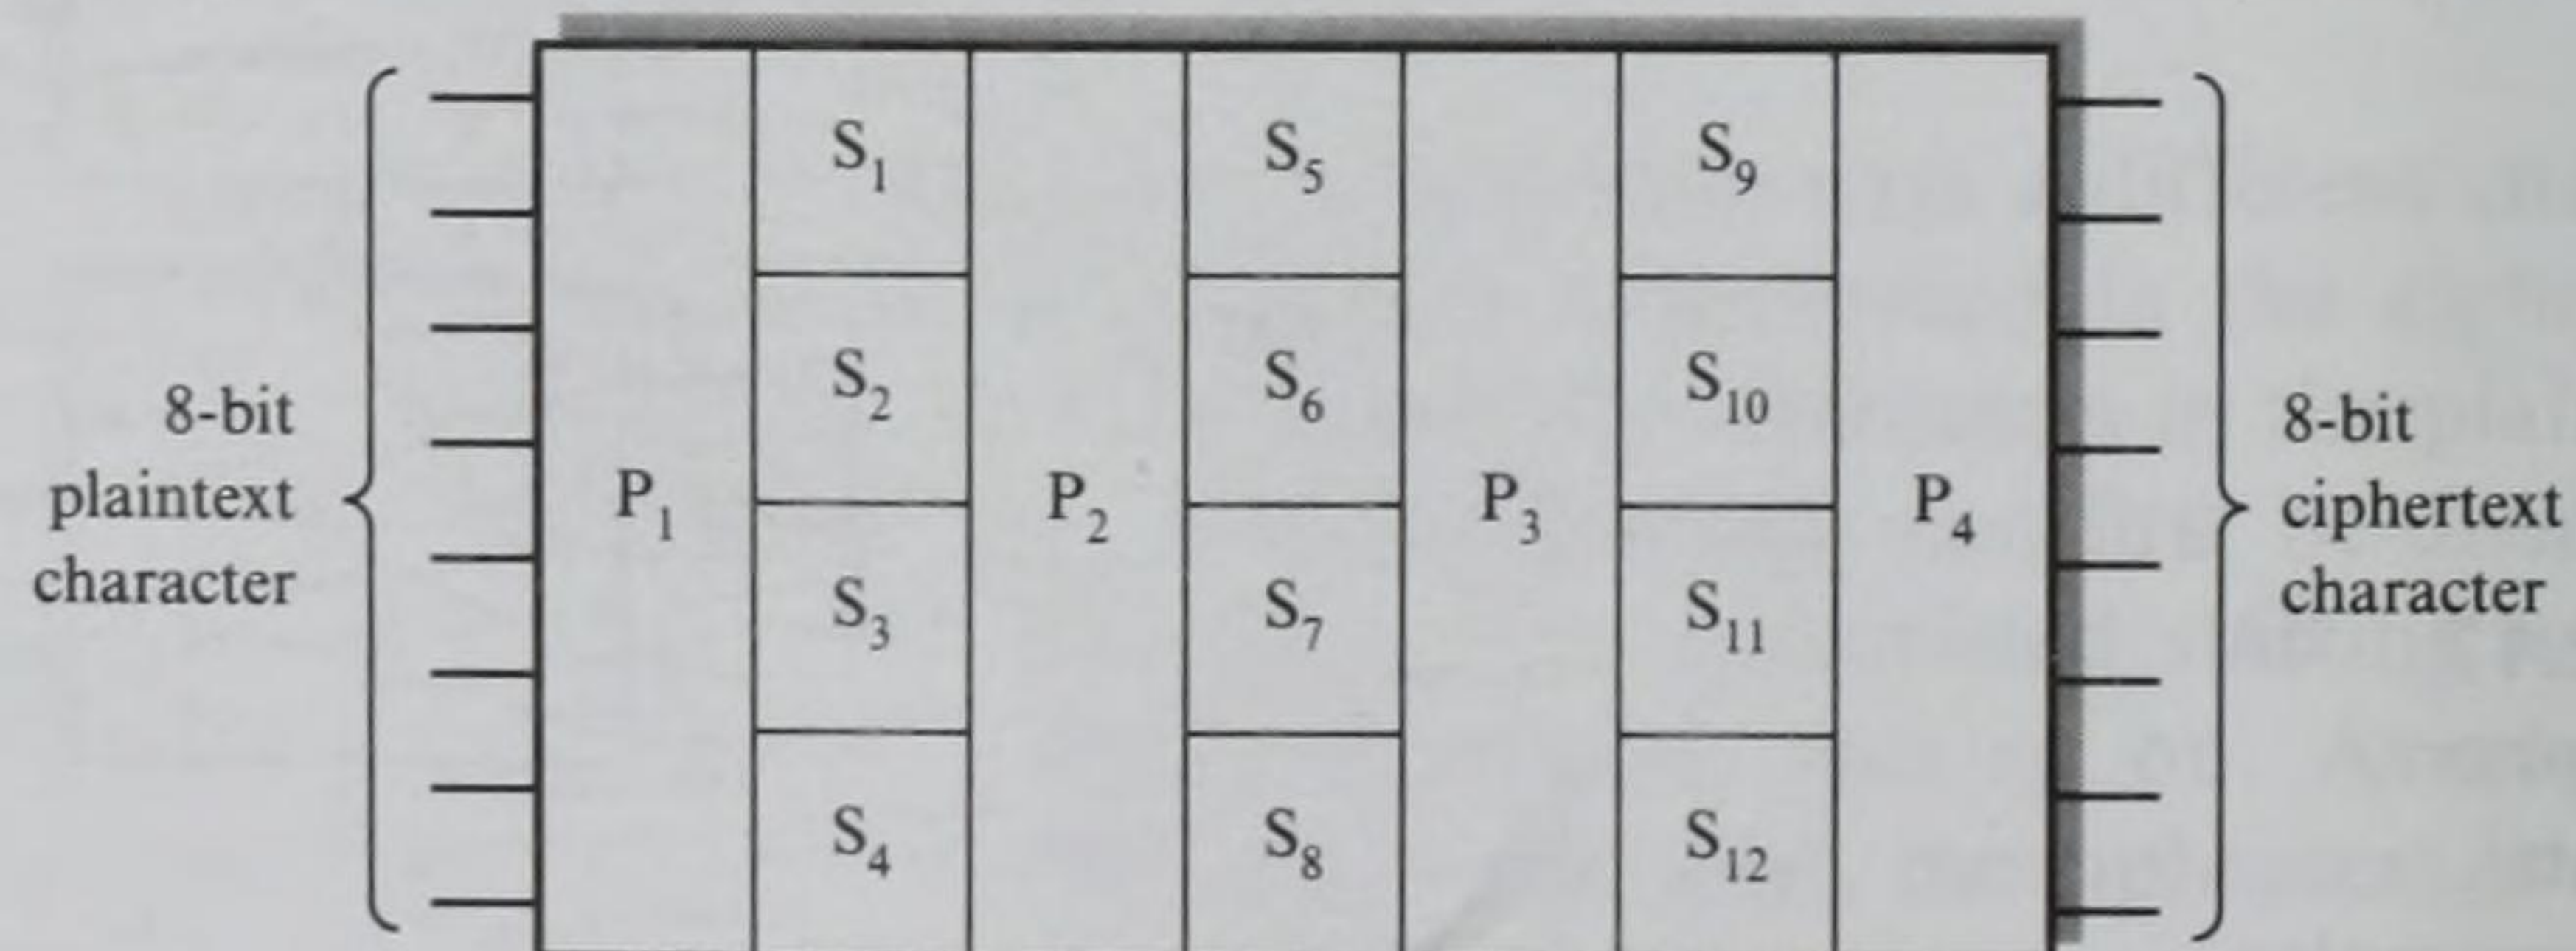 8-bit
plaintext
character
P₁
S₁
S₂
S₃
S₄
P₂
S₅
S₆
S₇
S₈
P₃
S₉
S₁₀
S₁₁
S₁₂
P₄
8-bit
ciphertext
character